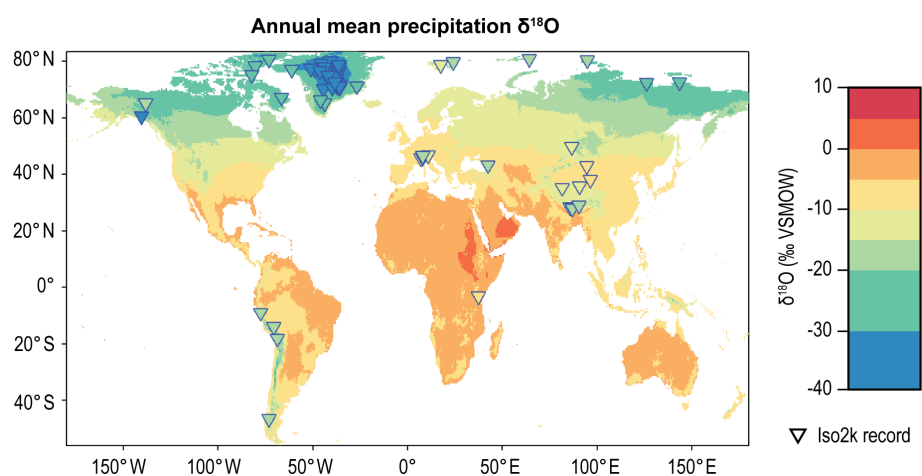 Annual mean precipitation δ¹⁸O
80°N
60°N
40°N
20°N
0°
20°S
40°S
150°W
100°W
50°W
0°
50°E
100°E
150°E
10
0
-10
-20
-30
-40
δ¹⁸O (‰ VSMOW)
Iso2k record